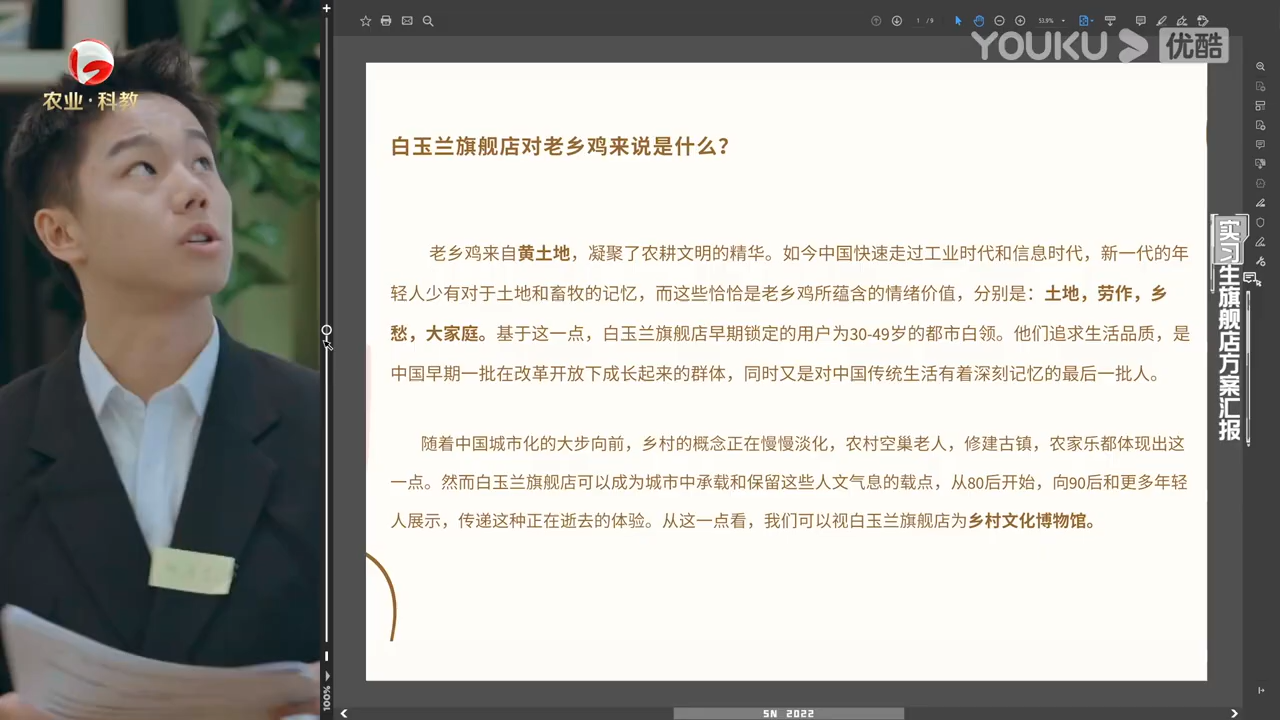 农业·科教
1 / 9
53.9%
YOUKU 优酷
白玉兰旗舰店对老乡鸡来说是什么？
老乡鸡来自黄土地，凝聚了农耕文明的精华。如今中国快速走过工业时代和信息时代，新一代的年
轻人少有对于土地和畜牧的记忆，而这些恰恰是老乡鸡所蕴含的情绪价值，分别是：土地，劳作，乡
愁，大家庭。基于这一点，白玉兰旗舰店早期锁定的用户为30-49岁的都市白领。他们追求生活品质，是
中国早期一批在改革开放下成长起来的群体，同时又是对中国传统生活有着深刻记忆的最后一批人。
随着中国城市化的大步向前，乡村的概念正在慢慢淡化，农村空巢老人，修建古镇，农家乐都体现出这
一点。然而白玉兰旗舰店可以成为城市中承载和保留这些人文气息的载点，从80后开始，向90后和更多年轻
人展示，传递这种正在逝去的体验。从这一点看，我们可以视白玉兰旗舰店为乡村文化博物馆。
实习生旗舰店方案汇报
100%
SN 2022